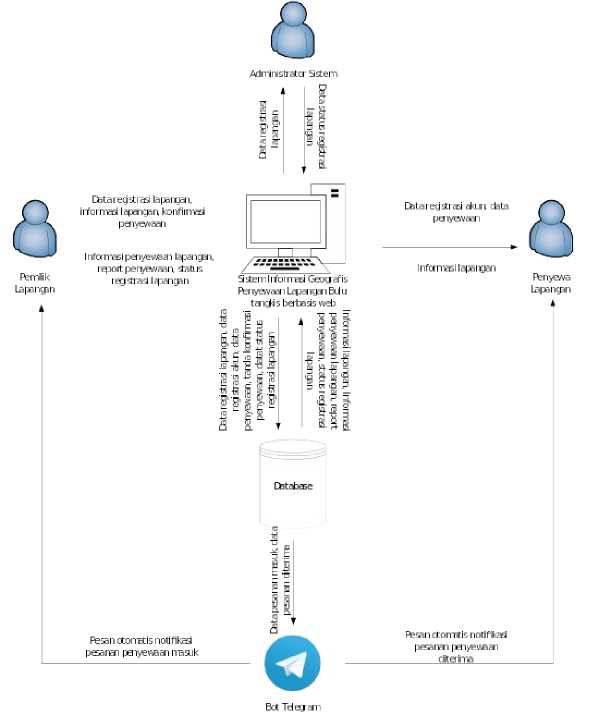 Administrator Sistem
Data registrasi
lapangan
Data status registrasi
lapangan
Data registrasi lapangan,
informasi lapangan, konfirmasi
penyewaan
Informasi penyewaan lapangan,
report penyewaan, status
registrasi lapangan
Pemilik
Lapangan
Sistem Informasi Geografis
Penyewaan Lapangan Bulu
tangkis berbasis web
Data registrasi akun, data
penyewaan
Informasi lapangan
Penyewa
Lapangan
Data registrasi lapangan, data
registrasi akun, data
penyewaan, tanda konfirmasi
penyewaan, datat status
registrasi lapangan
Informasi lapangan, Informasi
penyewaan lapangan, report
penyewaan, status registrasi
lapangan
Database
Data pesanan masuk, data
pesanan diterima
Pesan otomatis notifikasi
pesanan penyewaan masuk
Pesan otomatis notifikasi
pesanan penyewaan
diterima
Bot Telegram